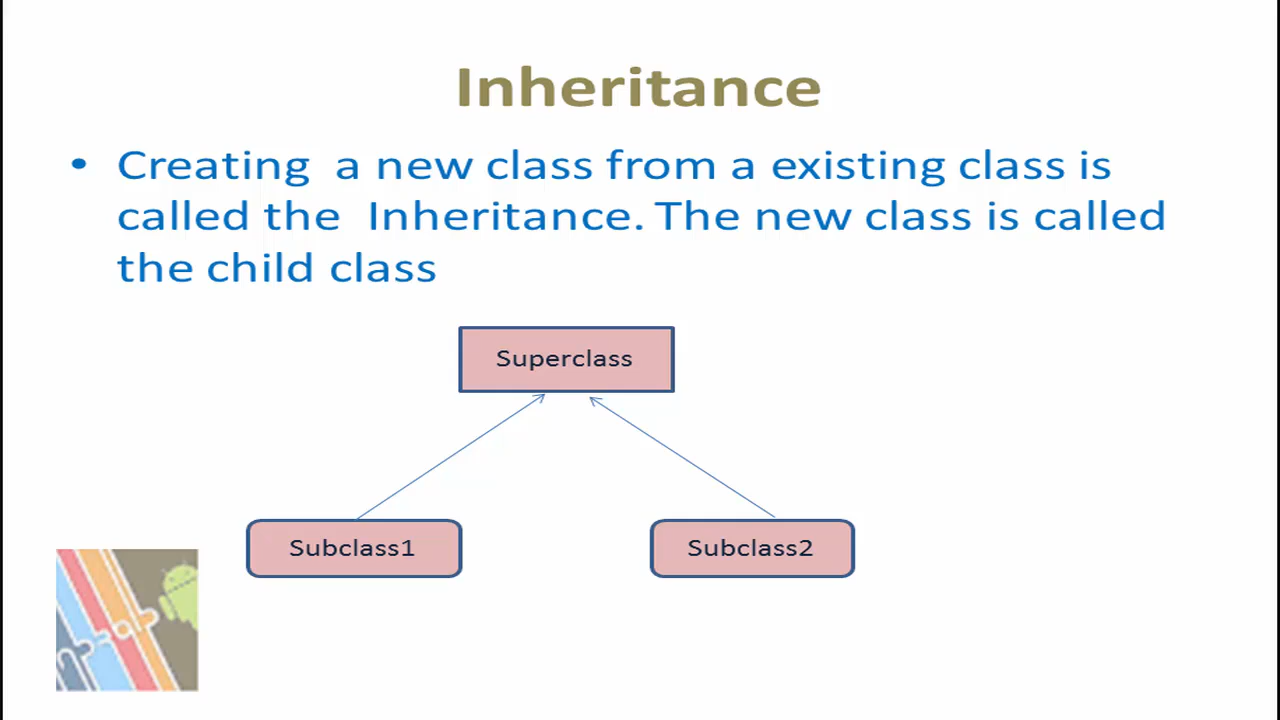 Inheritance
• Creating a new class from a existing class is
called the Inheritance. The new class is called
the child class
Superclass
Subclass1 Subclass2